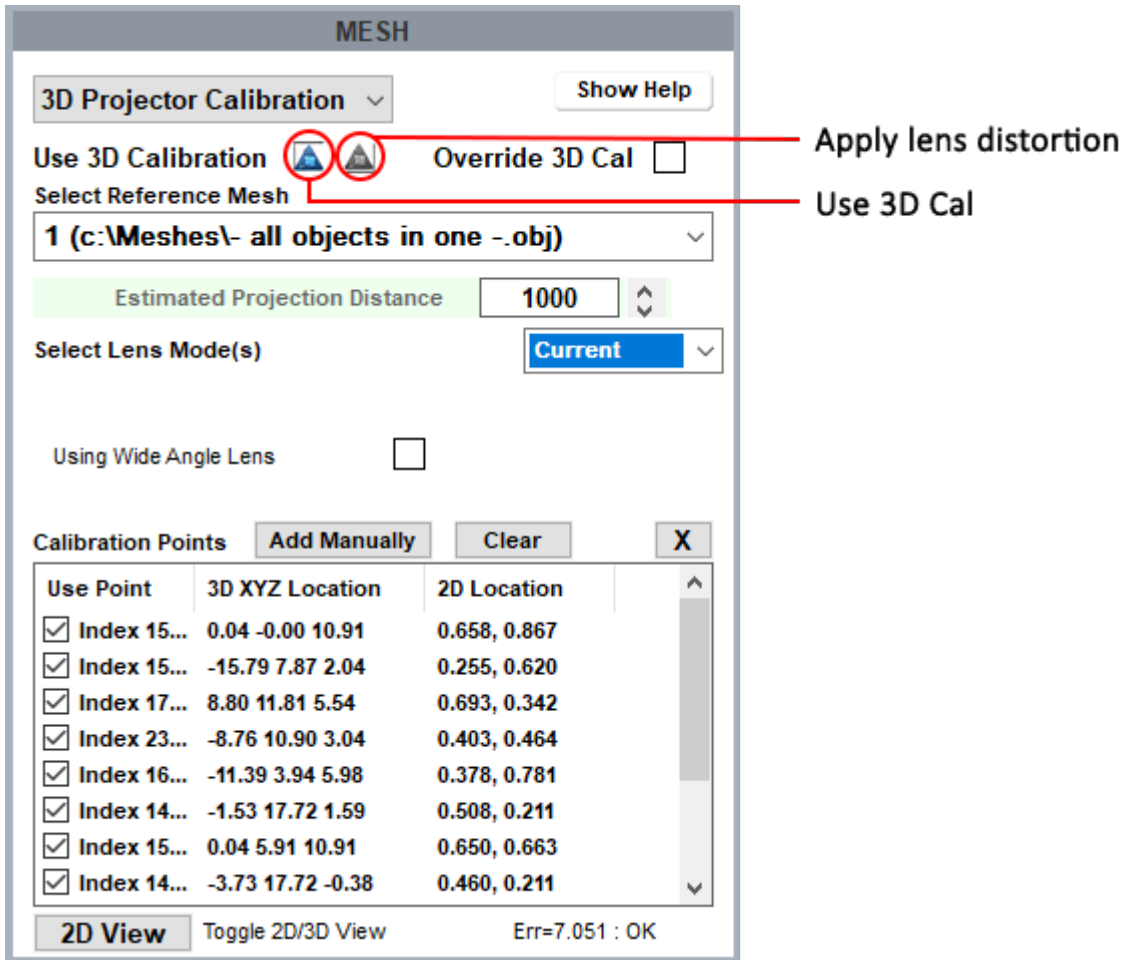 MESH
3D Projector Calibration
Show Help
Use 3D Calibration
Override 3D Cal
Apply lens distortion
Select Reference Mesh
Use 3D Cal
1 (c:\Meshes\- all objects in one -.obj)
Estimated Projection Distance 1000
Select Lens Mode(s) Current
Using Wide Angle Lens
Calibration Points Add Manually Clear X
Use Point 3D XYZ Location 2D Location
Index 15... 0.04 -0.00 10.91 0.658, 0.867
Index 15... -15.79 7.87 2.04 0.255, 0.620
Index 17... 8.80 11.81 5.54 0.693, 0.342
Index 23... -8.76 10.90 3.04 0.403, 0.464
Index 16... -11.39 3.94 5.98 0.378, 0.781
Index 14... -1.53 17.72 1.59 0.508, 0.211
Index 15... 0.04 5.91 10.91 0.650, 0.663
Index 14... -3.73 17.72 -0.38 0.460, 0.211
2D View Toggle 2D/3D View Err=7.051 : OK